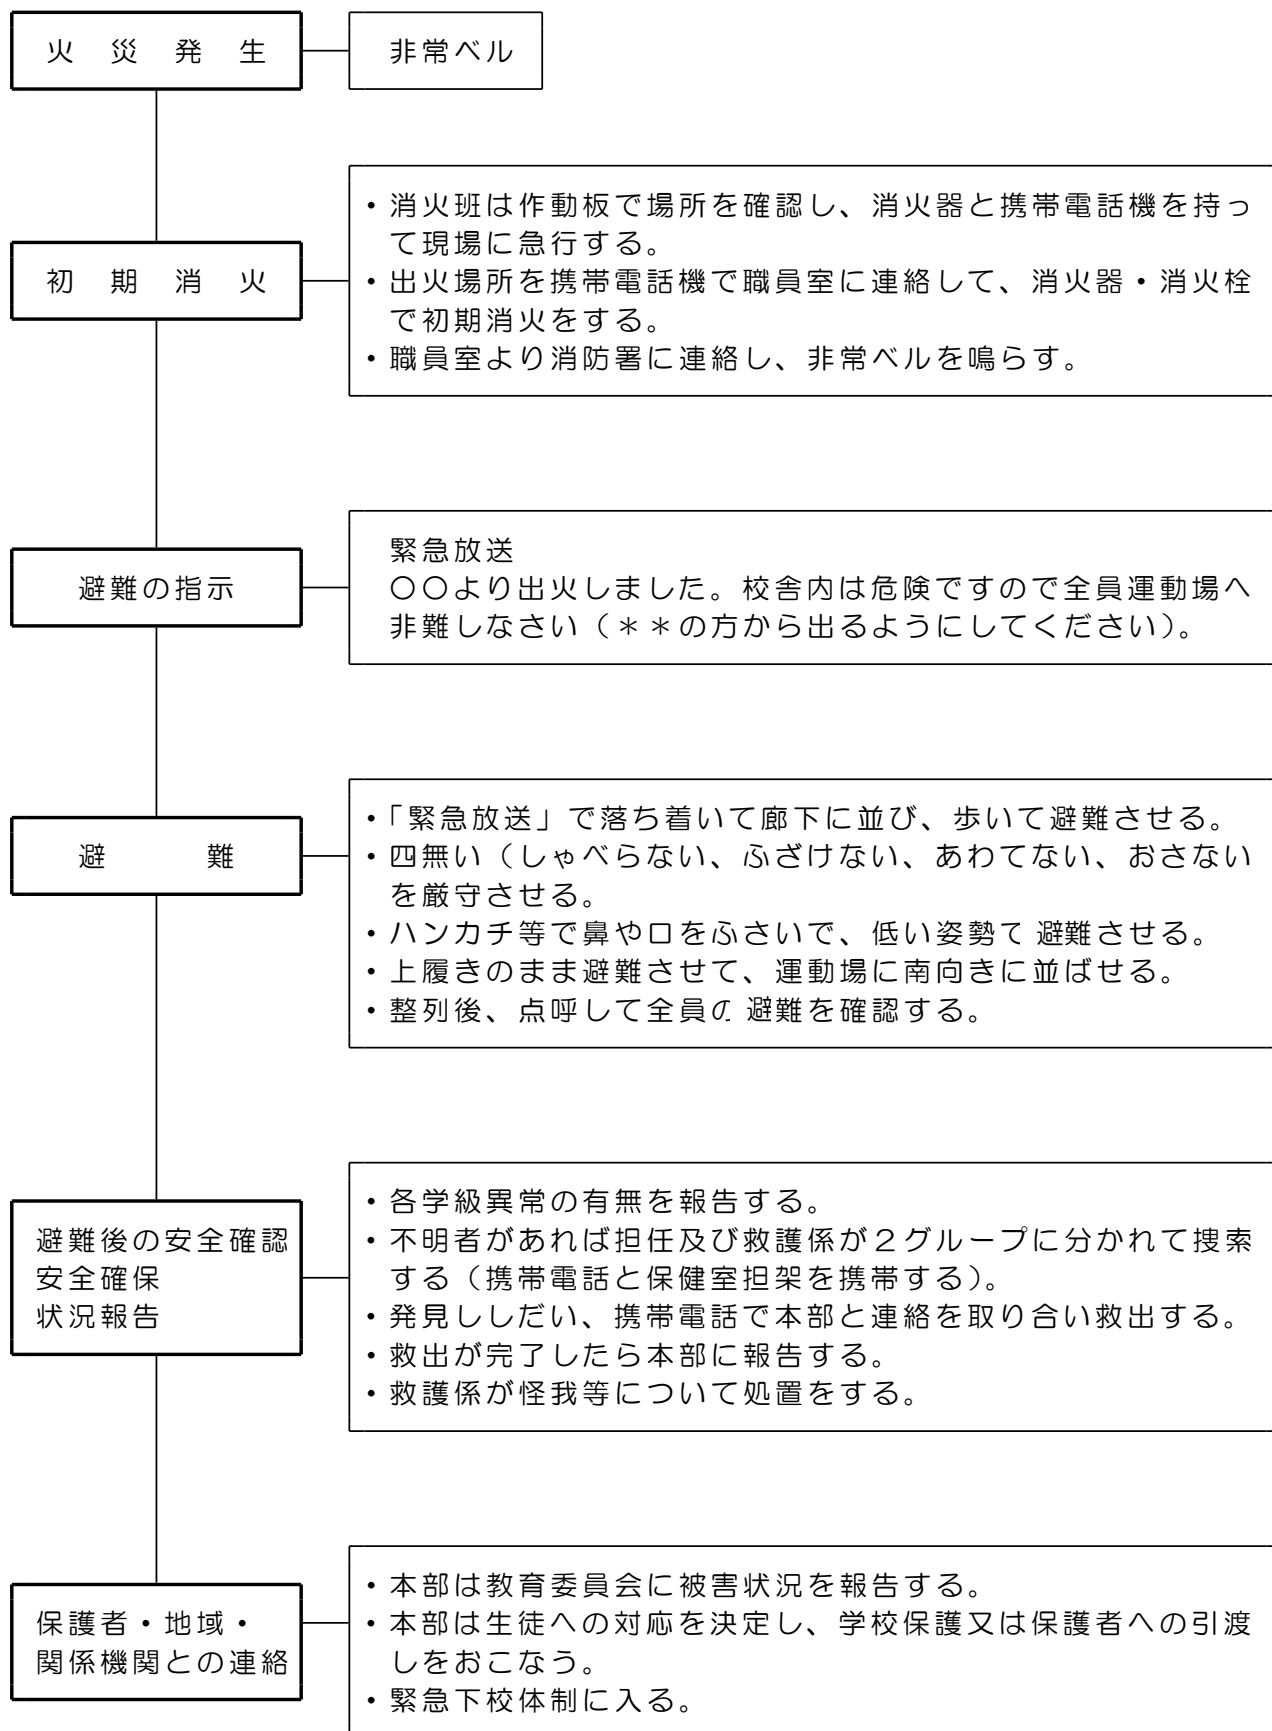 火　災　発　生
非常ベル
・消火班は作動板で場所を確認し、消火器と携帯電話機を持っ
て現場に急行する。
初　期　消　火
・出火場所を携帯電話機で職員室に連絡して、消火器・消火栓
で初期消火をする。
・職員室より消防署に連絡し、非常ベルを鳴らす。
避難の指示
緊急放送
〇〇より出火しました。校舎内は危険ですので全員運動場へ
非難しなさい（＊＊の方から出るようにしてください）。
避　　　難
・「緊急放送」で落ち着いて廊下に並び、歩いて避難させる。
・四無い（しゃべらない、ふざけない、あわてない、おさない
を厳守させる。
・ハンカチ等で鼻や口をふさいで、低い姿勢て 避難させる。
・上履きのまま避難させて、運動場に南向きに並ばせる。
・整列後、点呼して全員の 避難を確認する。
避難後の安全確認
安全確保
状況報告
・各学級異常の有無を報告する。
・不明者があれば担任及び救護係が２グループに分かれて捜索
する（携帯電話と保健室担架を携帯する）。
・発見ししだい、携帯電話で本部と連絡を取り合い救出する。
・救出が完了したら本部に報告する。
・救護係が怪我等について処置をする。
保護者・地域・
関係機関との連絡
・本部は教育委員会に被害状況を報告する。
・本部は生徒への対応を決定し、学校保護又は保護者への引渡
しをおこなう。
・緊急下校体制に入る。